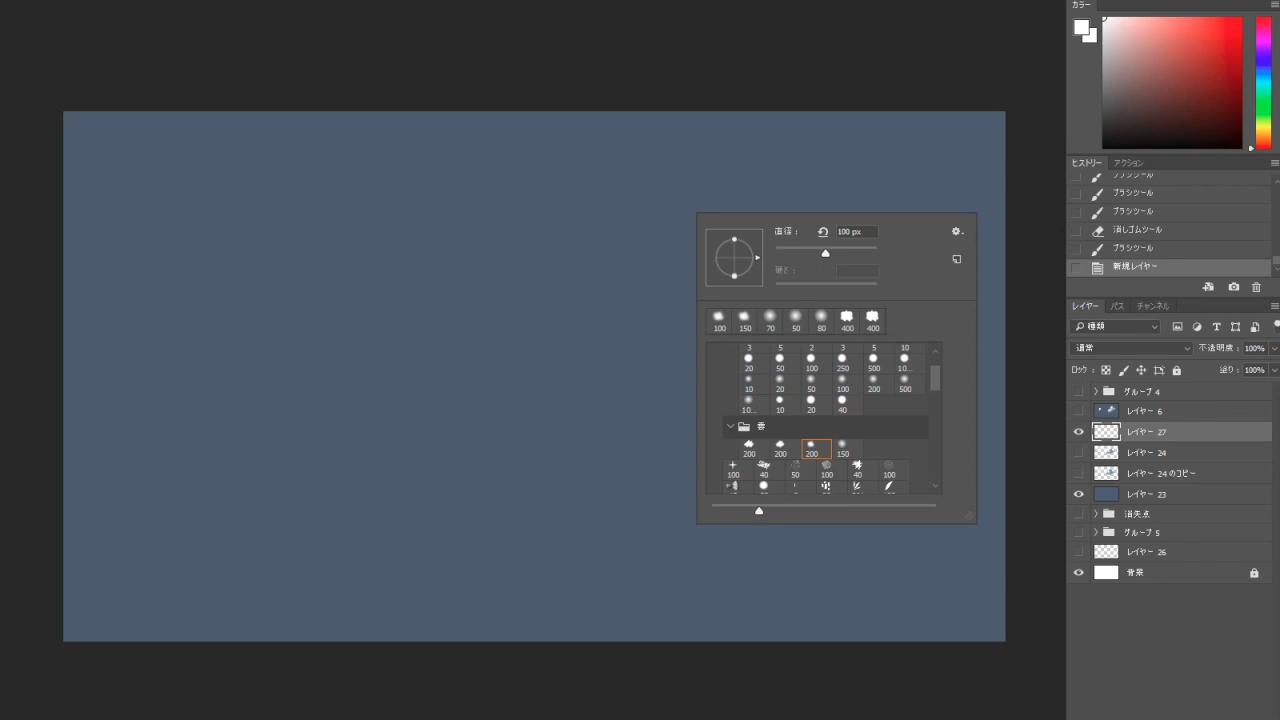 カラー
ヒストリー アクション
ブラシツール
ブラシツール
ブラシツール
消しゴムツール
ブラシツール
新規レイヤー
レイヤー パス チャンネル
種類
通常 不透明度: 100%
ロック: 塗り: 100%
グループ 4
レイヤー 6
レイヤー 27
レイヤー 24
レイヤー 24 のコピー
レイヤー 23
消失点
グループ 5
レイヤー 26
背景
直径: 100 px
硬さ:
100 150 70 50 80 400 400
3 5 2 3 5 10
20 50 100 250 500 10...
10 20 50 100 200 500
10... 10 20 40
雲
200 200 200 150
100 40 50 100 40 100